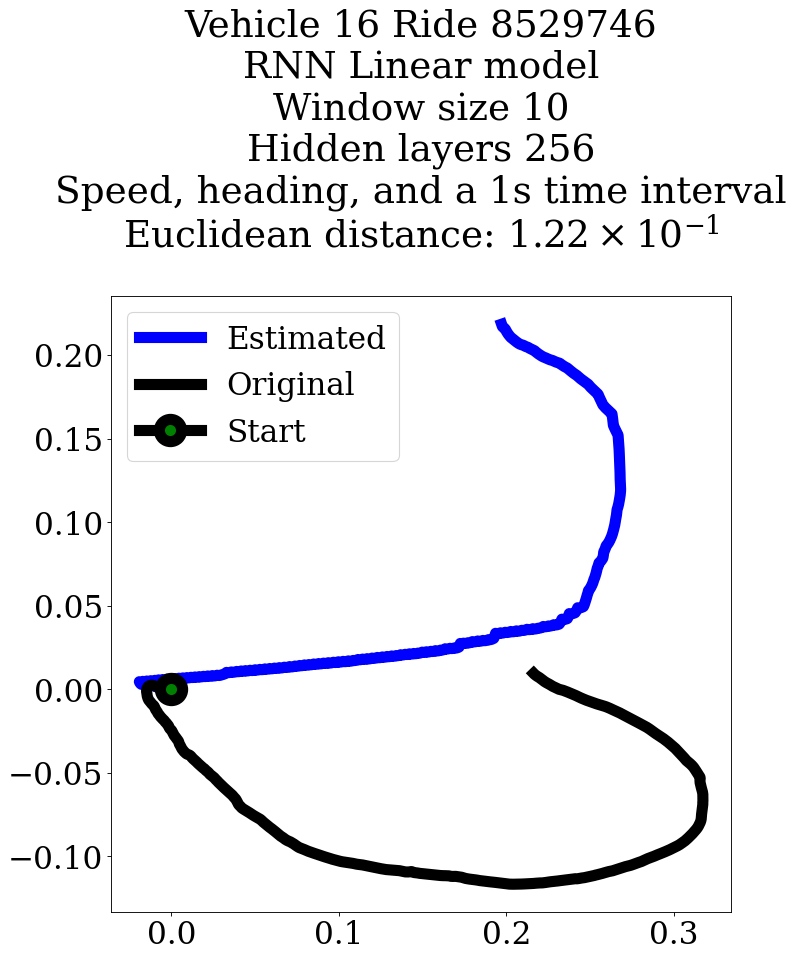 Vehicle 16 Ride 8529746
RNN Linear model
Window size 10
Hidden layers 256
Speed, heading, and a 1s time interval
Euclidean distance: 1.22 × 10⁻¹
Estimated
Original
Start
0.20
0.15
0.10
0.05
0.00
−0.05
−0.10
0.0 0.1 0.2 0.3